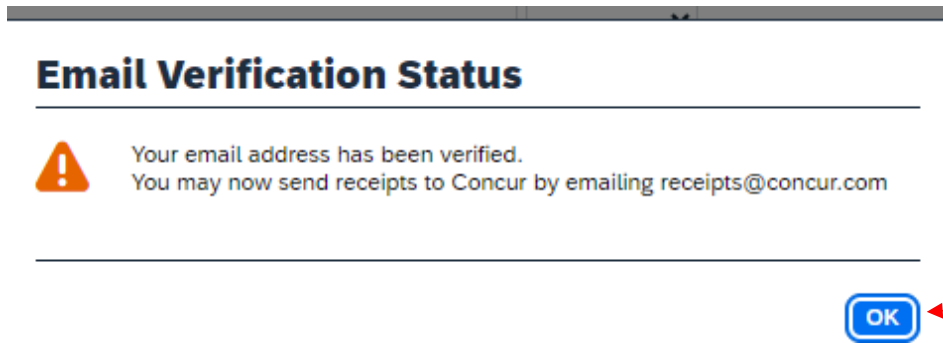 Email Verification Status
Your email address has been verified.
You may now send receipts to Concur by emailing receipts@concur.com
OK